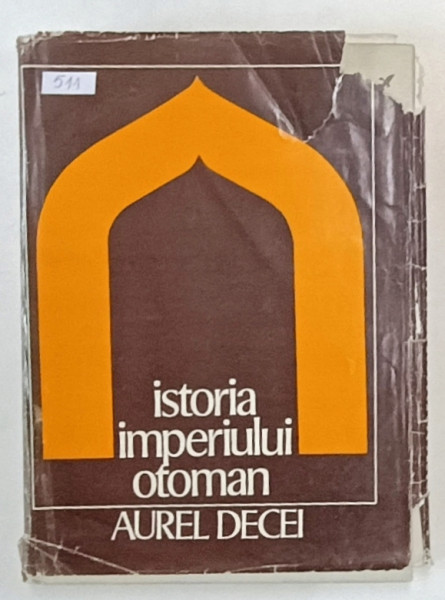 511
istoria
imperiului
otoman
AUREL DECEI